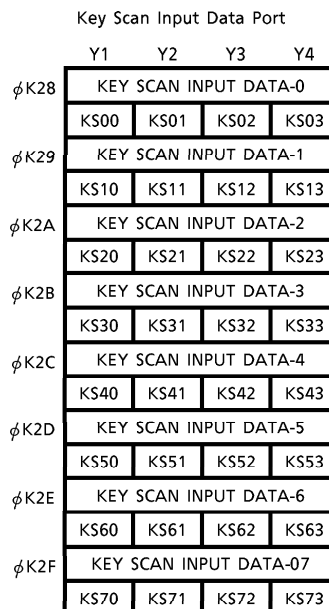 Key Scan Input Data Port
Y1 Y2 Y3 Y4
ϕK28 KEY SCAN INPUT DATA-0
KS00 KS01 KS02 KS03
ϕK29 KEY SCAN INPUT DATA-1
KS10 KS11 KS12 KS13
ϕK2A KEY SCAN INPUT DATA-2
KS20 KS21 KS22 KS23
ϕK2B KEY SCAN INPUT DATA-3
KS30 KS31 KS32 KS33
ϕK2C KEY SCAN INPUT DATA-4
KS40 KS41 KS42 KS43
ϕK2D KEY SCAN INPUT DATA-5
KS50 KS51 KS52 KS53
ϕK2E KEY SCAN INPUT DATA-6
KS60 KS61 KS62 KS63
ϕK2F KEY SCAN INPUT DATA-07
KS70 KS71 KS72 KS73